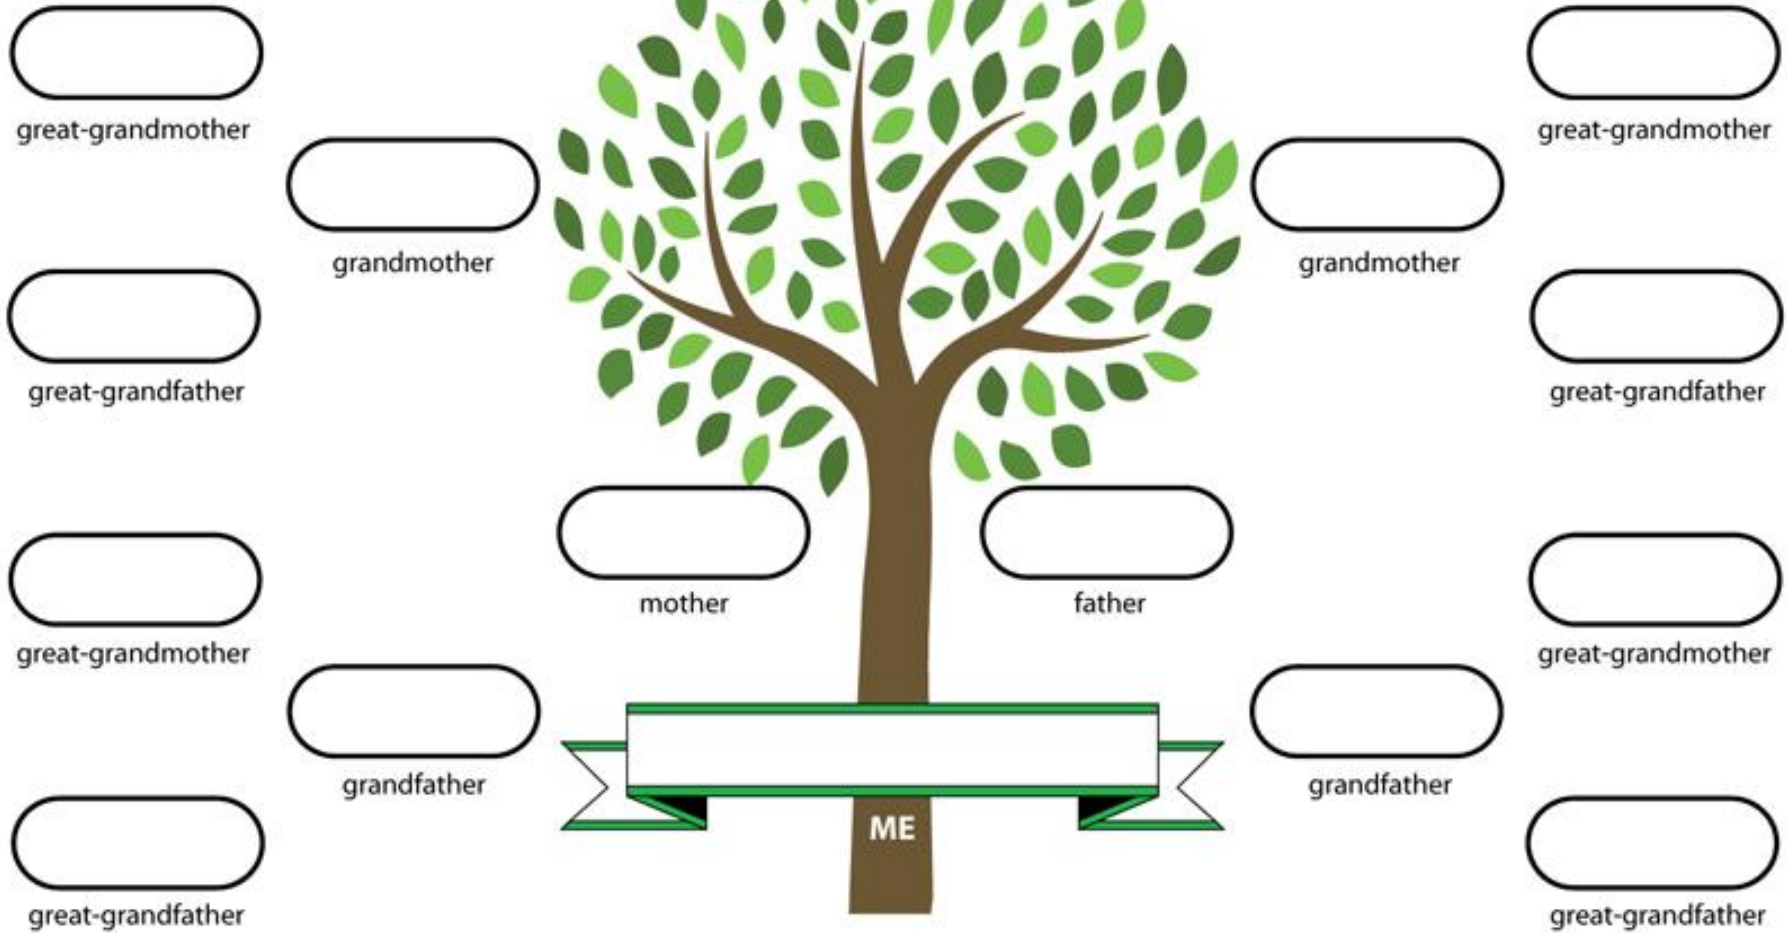 great-grandmother
great-grandmother
grandmother
grandmother
great-grandfather
great-grandfather
mother
father
great-grandmother
great-grandmother
grandfather
grandfather
ME
great-grandfather
great-grandfather